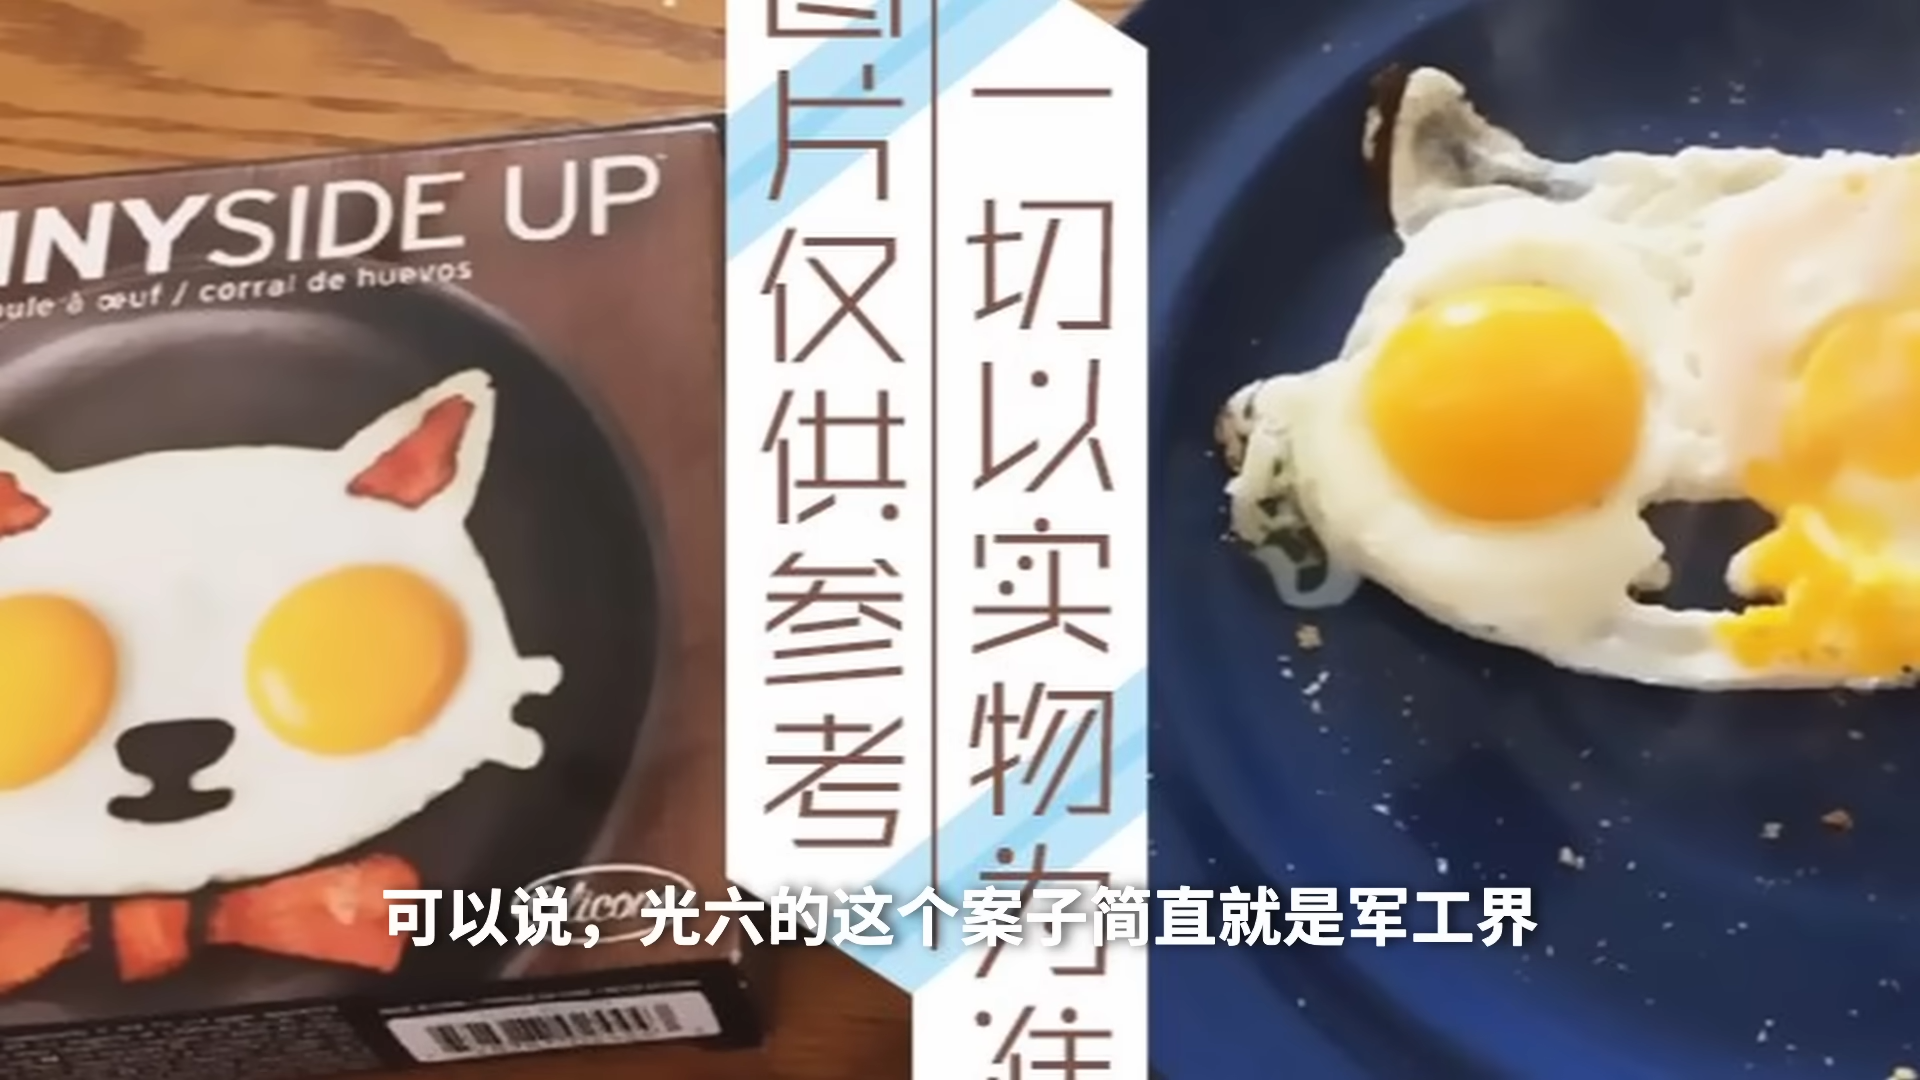 NNYSIDE UP
oule à œuf / corral de huevos
图片仅供参考
一切以实物为准
可以说，光六的这个案子简直就是军工界